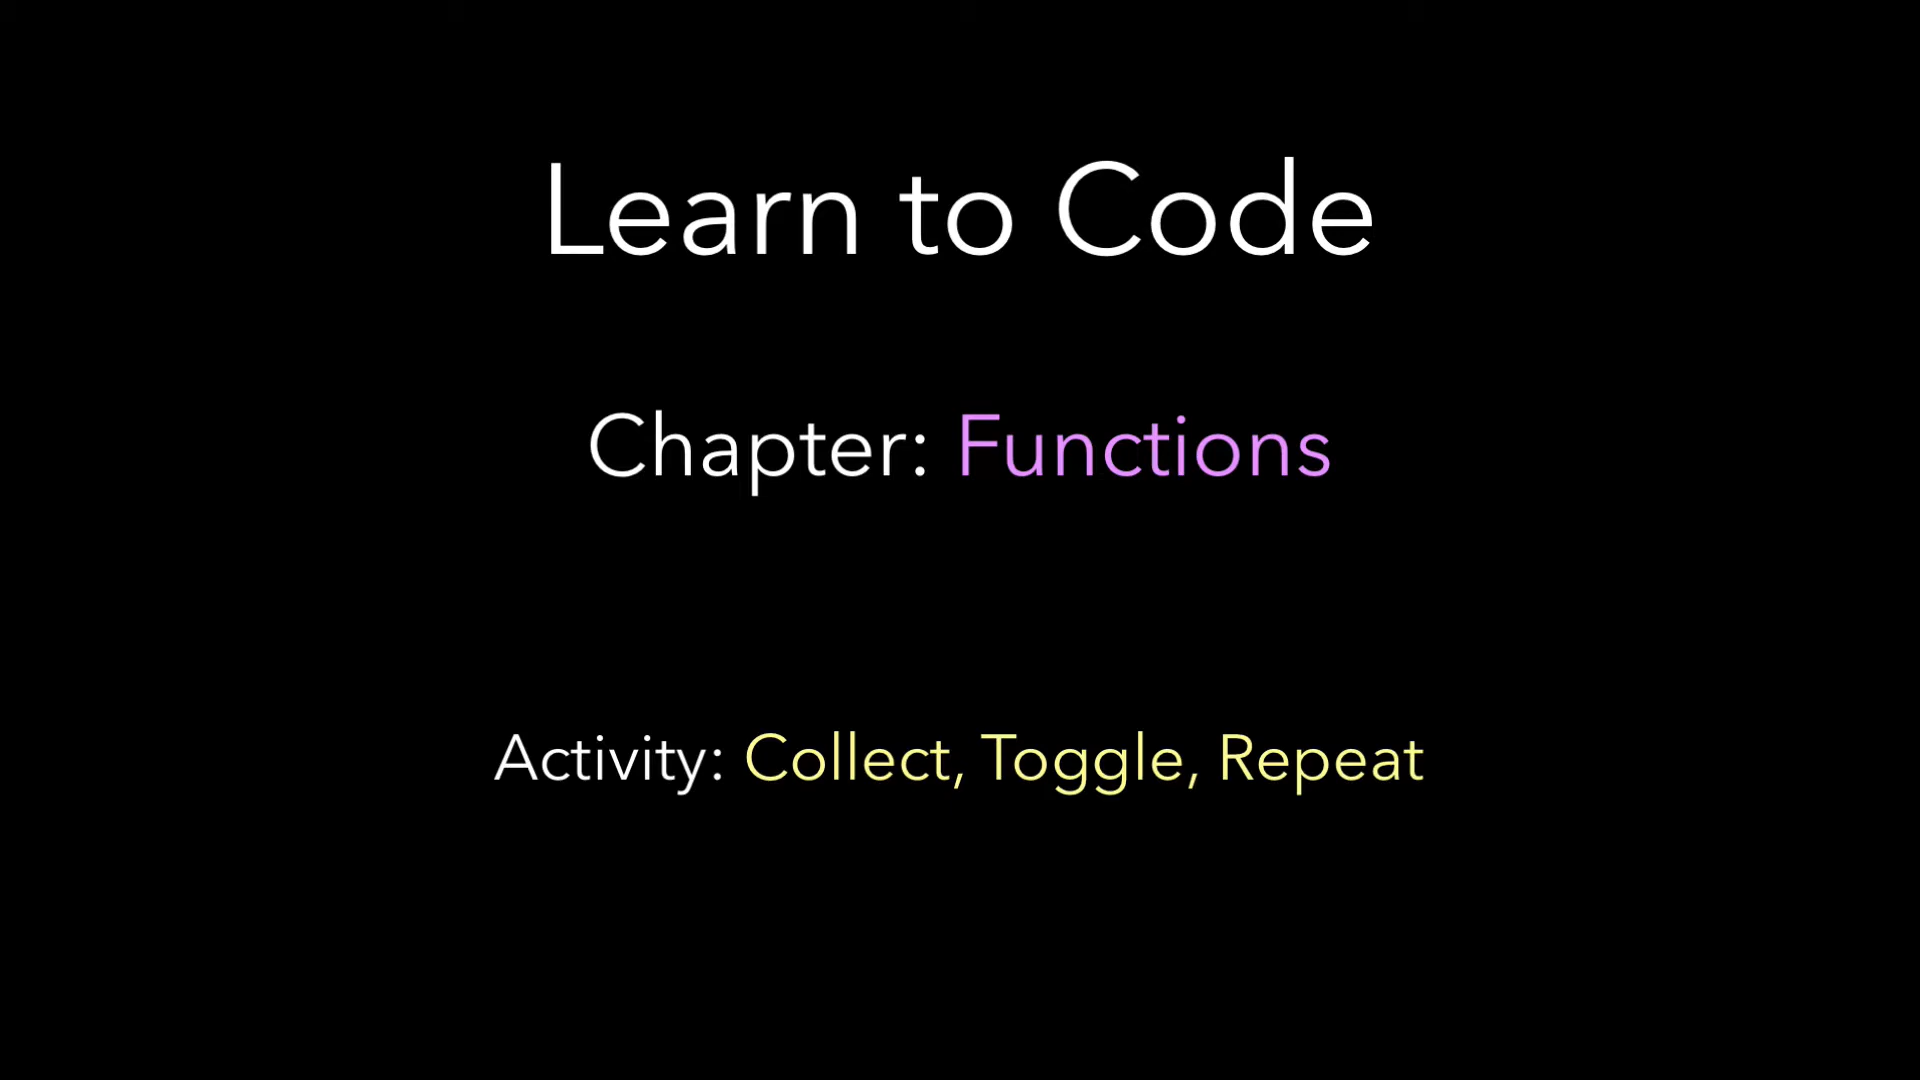 Learn to Code
Chapter: Functions
Activity: Collect, Toggle, Repeat